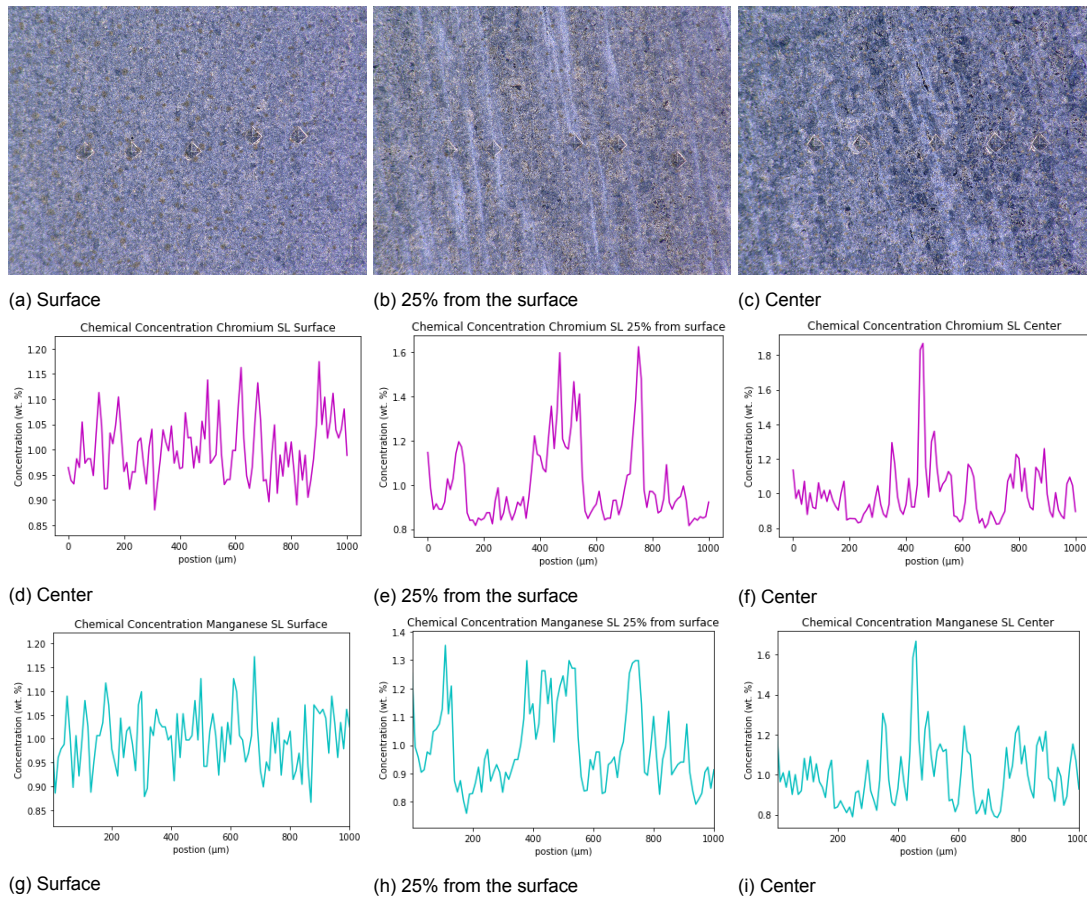 (a) Surface
(b) 25% from the surface
(c) Center
Chemical Concentration Chromium SL Surface
Concentration (wt. %)
1.20
1.15
1.10
1.05
1.00
0.95
0.90
0.85
0
200
400
600
800
1000
postion (μm)
Chemical Concentration Chromium SL 25% from surface
Concentration (wt. %)
1.6
1.4
1.2
1.0
0.8
0
200
400
600
800
1000
postion (μm)
Chemical Concentration Chromium SL Center
Concentration (wt. %)
1.8
1.6
1.4
1.2
1.0
0.8
0
200
400
600
800
1000
postion (μm)
(d) Center
(e) 25% from the surface
(f) Center
Chemical Concentration Manganese SL Surface
Concentration (wt. %)
1.20
1.15
1.10
1.05
1.00
0.95
0.90
0.85
200
400
600
800
1000
postion (μm)
Chemical Concentration Manganese SL 25% from surface
Concentration (wt. %)
1.4
1.3
1.2
1.1
1.0
0.9
0.8
200
400
600
800
1000
postion (μm)
Chemical Concentration Manganese SL Center
Concentration (wt. %)
1.6
1.4
1.2
1.0
0.8
0
200
400
600
800
1000
postion (μm)
(g) Surface
(h) 25% from the surface
(i) Center